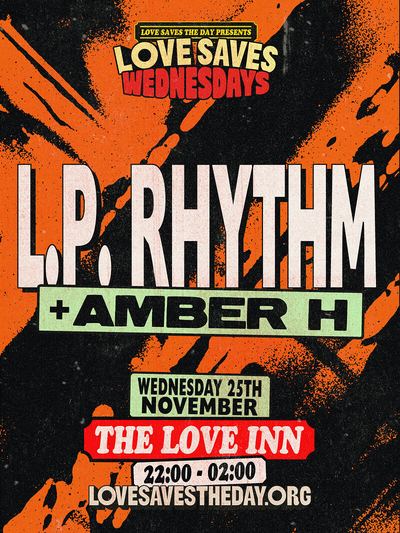 LOVE SAVES THE DAY PRESENTS
LOVE SAVES
WEDNESDAYS
L.P. RHYTHM
+ AMBER H
WEDNESDAY 25TH
NOVEMBER
THE LOVE INN
22:00 - 02:00
LOVESAVESTHEDAY.ORG